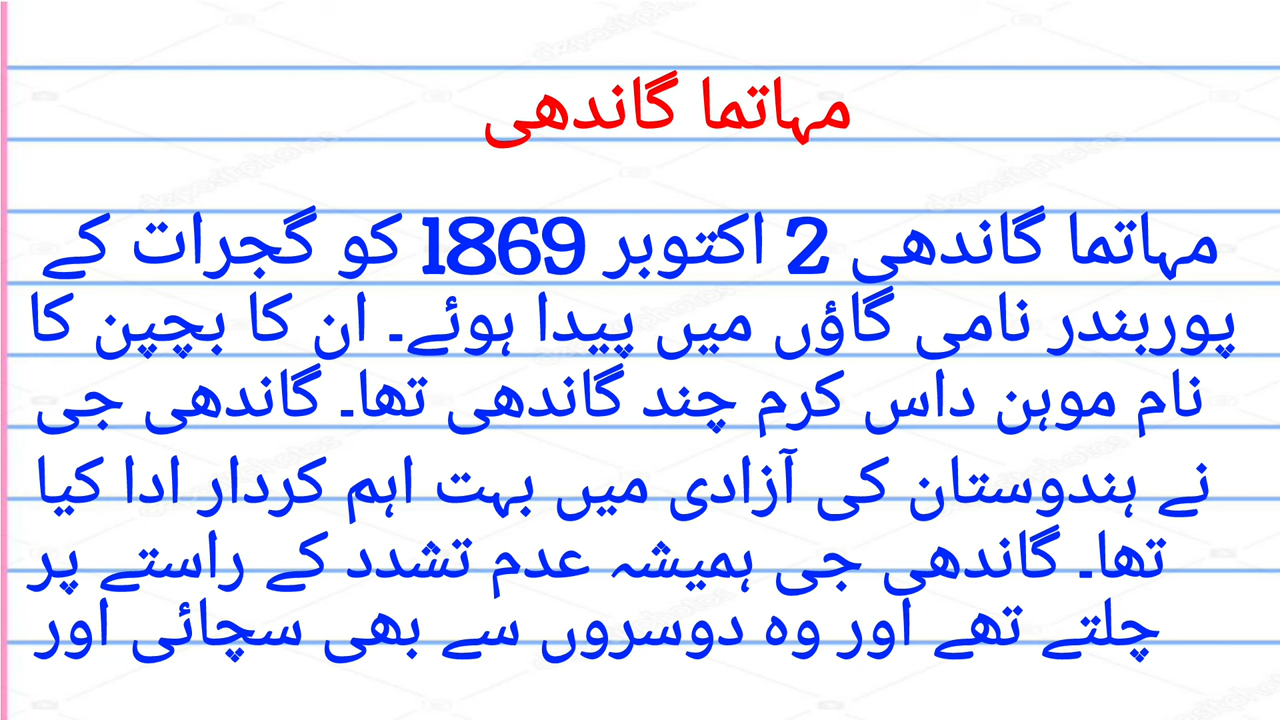 مہاتما گاندھی
مہاتما گاندھی 2 اکتوبر 1869 کو گجرات کے
پوربندر نامی گاؤں میں پیدا ہوئے۔ ان کا بچپن کا
نام موہن داس کرم چند گاندھی تھا۔ گاندھی جی
نے ہندوستان کی آزادی میں بہت اہم کردار ادا کیا
تھا۔ گاندھی جی ہمیشہ عدم تشدد کے راستے پر
چلتے تھے اور وہ دوسروں سے بھی سچائی اور